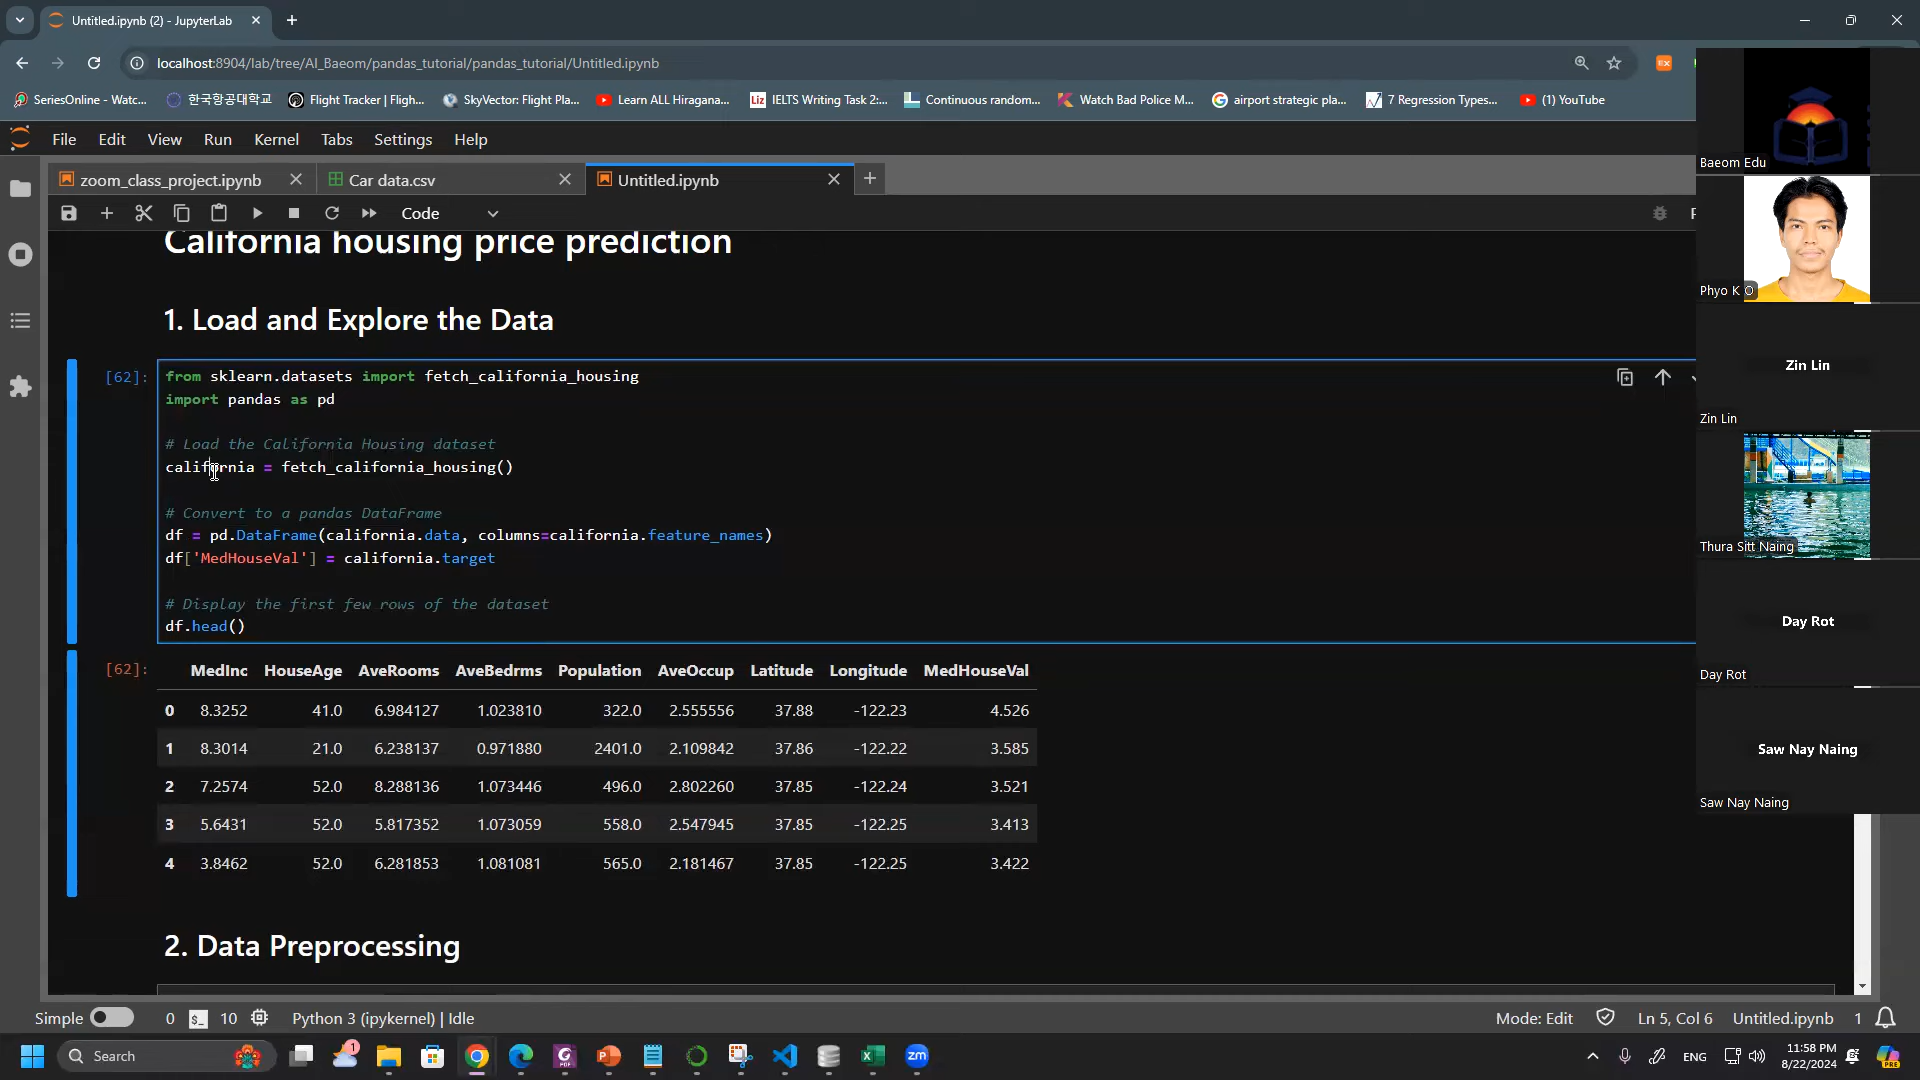 Untitled.ipynb (2) - JupyterLab
localhost:8904/lab/tree/AI_Baeom/pandas_tutorial/pandas_tutorial/Untitled.ipynb
SeriesOnline - Watc... 한국항공대학교 Flight Tracker | Fligh... SkyVector: Flight Pla... Learn ALL Hiragana... Liz IELTS Writing Task 2:... Continuous random... Watch Bad Police M... airport strategic pla... 7 Regression Types... (1) YouTube
File Edit View Run Kernel Tabs Settings Help
zoom_class_project.ipynb Car data.csv Untitled.ipynb
Code
California housing price prediction
1. Load and Explore the Data
[62]: from sklearn.datasets import fetch_california_housing
import pandas as pd
# Load the California Housing dataset
california = fetch_california_housing()
# Convert to a pandas DataFrame
df = pd.DataFrame(california.data, columns=california.feature_names)
df['MedHouseVal'] = california.target
# Display the first few rows of the dataset
df.head()
[62]: MedInc HouseAge AveRooms AveBedrms Population AveOccup Latitude Longitude MedHouseVal
0 8.3252 41.0 6.984127 1.023810 322.0 2.555556 37.88 -122.23 4.526
1 8.3014 21.0 6.238137 0.971880 2401.0 2.109842 37.86 -122.22 3.585
2 7.2574 52.0 8.288136 1.073446 496.0 2.802260 37.85 -122.24 3.521
3 5.6431 52.0 5.817352 1.073059 558.0 2.547945 37.85 -122.25 3.413
4 3.8462 52.0 6.281853 1.081081 565.0 2.181467 37.85 -122.25 3.422
2. Data Preprocessing
Baeom Edu
Phyo K O
Zin Lin
Zin Lin
Thura Sitt Naing
Day Rot
Day Rot
Saw Nay Naing
Saw Nay Naing
Simple 0 $_ 10 Python 3 (ipykernel) | Idle Mode: Edit Ln 5, Col 6 Untitled.ipynb 1
Search 1 zm ENG 11:58 PM
8/22/2024